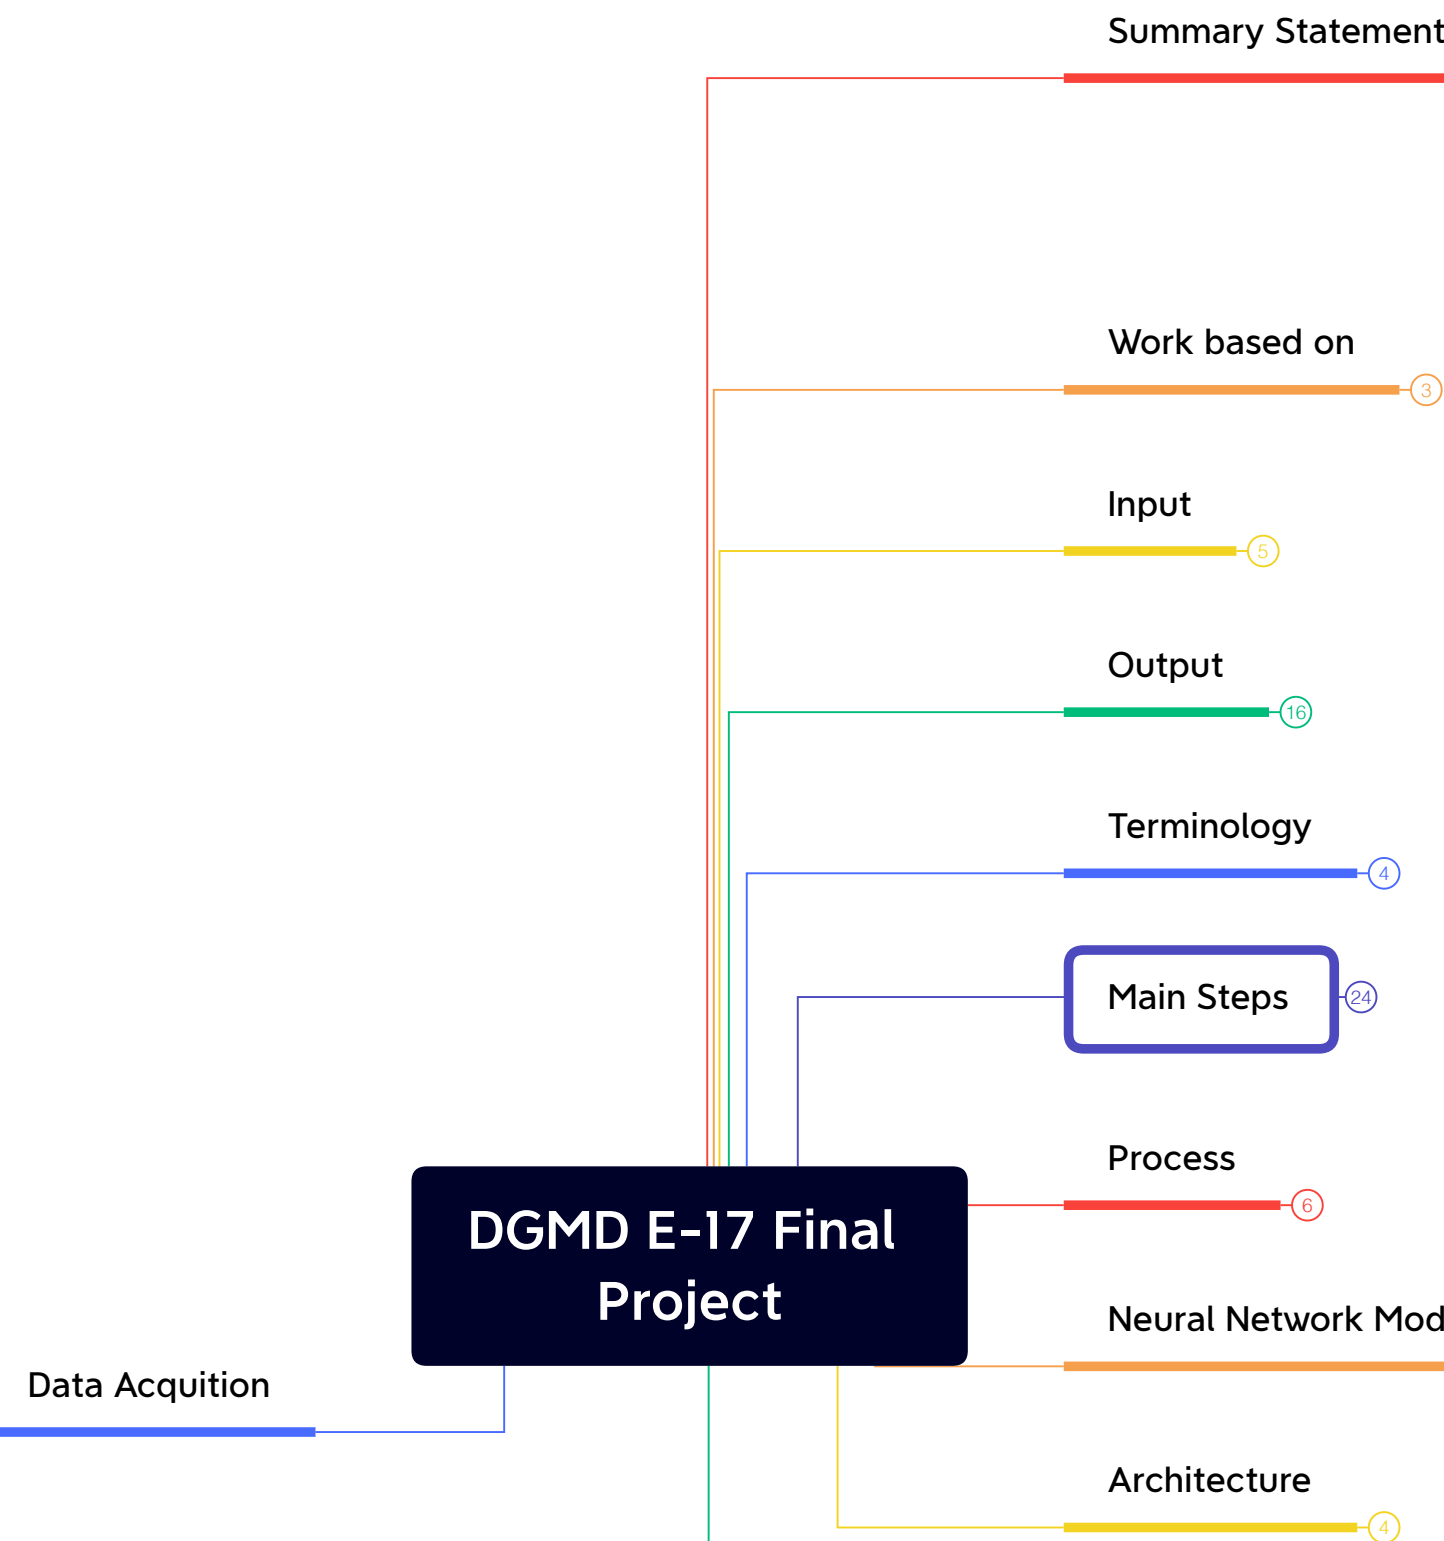 Summary Statement
Work based on
3
Input
5
Output
16
Terminology
4
Main Steps
24
Process
6
DGMD E-17 Final
Project
Neural Network Mod
Data Acquition
Architecture
4